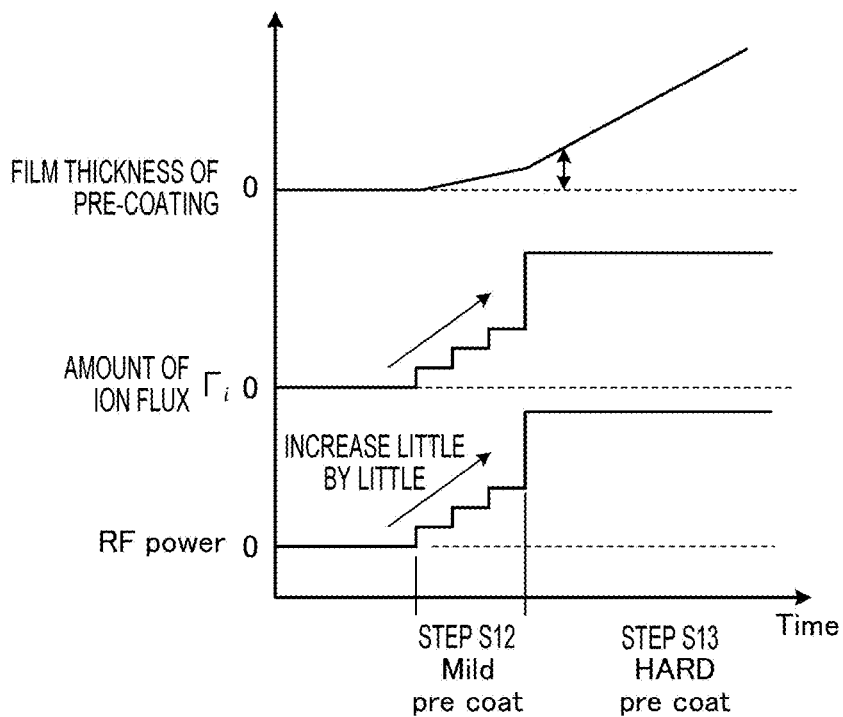 FILM THICKNESS OF
PRE-COATING
0
AMOUNT OF
ION FLUX Γi 0
INCREASE LITTLE
BY LITTLE
RF power 0
Time
STEP S12
Mild
pre coat
STEP S13
HARD
pre coat